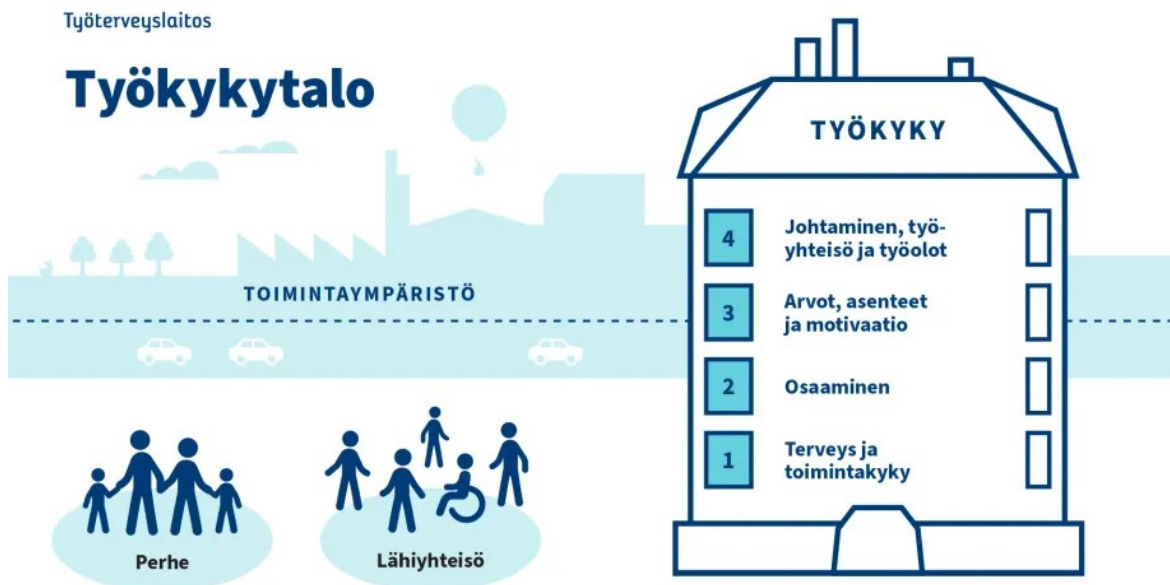 Työterveyslaitos
Työkykytalo
TYÖKYKY
4
Johtaminen, työ-
yhteisö ja työolot
3
Arvot, asenteet
ja motivaatio
2
Osaaminen
1
Terveys ja
toimintakyky
TOIMINTAYMPÄRISTÖ
Perhe
Lähiyhteisö